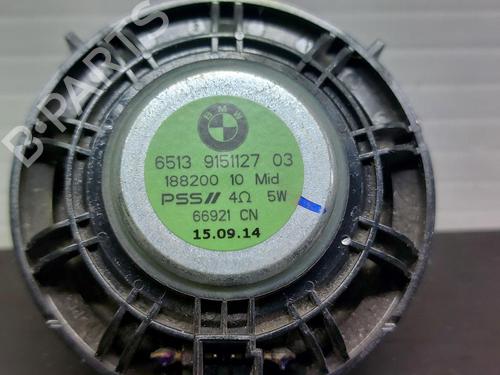 B-PARTS
BMW
6513 9151127 03
188200 10 Mid
PSS// 4Ω 5W
66921 CN
15.09.14